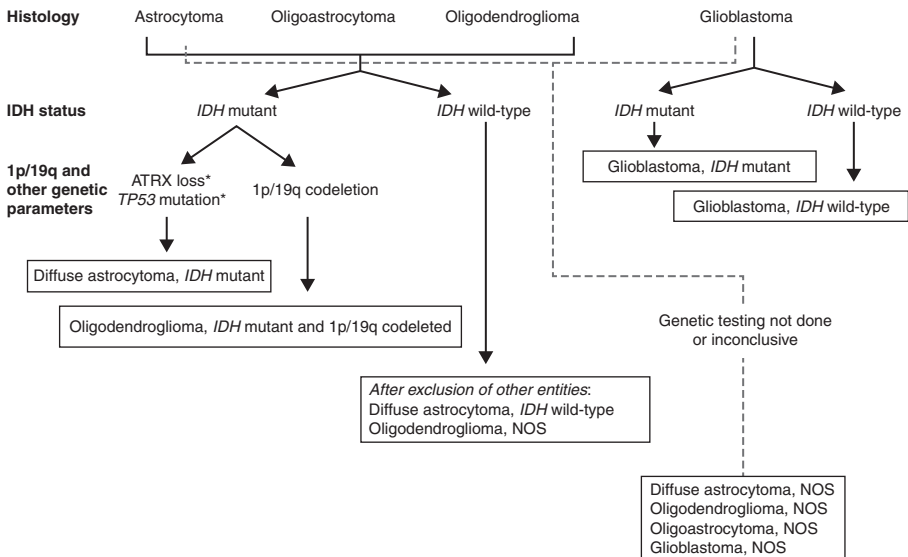 Histology
Astrocytoma
Oligoastrocytoma
Oligodendroglioma
Glioblastoma
IDH status
IDH mutant
IDH wild-type
IDH mutant
IDH wild-type
1p/19q and
other genetic
parameters
ATRX loss*
TP53 mutation*
1p/19q codeletion
Glioblastoma, IDH mutant
Glioblastoma, IDH wild-type
Diffuse astrocytoma, IDH mutant
Oligodendroglioma, IDH mutant and 1p/19q codeleted
Genetic testing not done
or inconclusive
After exclusion of other entities:
Diffuse astrocytoma, IDH wild-type
Oligodendroglioma, NOS
Diffuse astrocytoma, NOS
Oligodendroglioma, NOS
Oligoastrocytoma, NOS
Glioblastoma, NOS